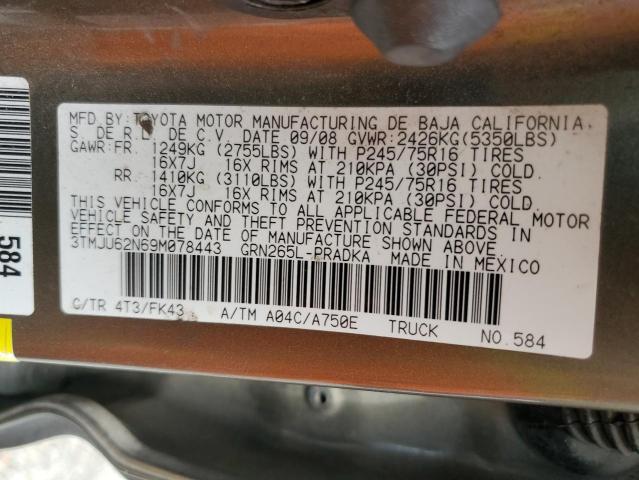 MFD.BY:TOYOTA MOTOR MANUFACTURING DE BAJA CALIFORNIA.
S. DE R.L. DE C.V. DATE 09/08 GVWR:2426KG(5350LBS)
GAWR:FR. 1249KG (2755LBS) WITH P245/75R16 TIRES
16X7J 16X RIMS AT 210KPA (30PSI) COLD.
RR. 1410KG (3110LBS) WITH P245/75R16 TIRES
16X7J 16X RIMS AT 210KPA (30PSI) COLD.
THIS VEHICLE CONFORMS TO ALL APPLICABLE FEDERAL MOTOR
VEHICLE SAFETY AND THEFT PREVENTION STANDARDS IN
EFFECT ON THE DATE OF MANUFACTURE SHOWN ABOVE.
3TMJU62N69M078443 GRN265L-PRADKA MADE IN MEXICO
C/TR 4T3/FK43 A/TM A04C/A750E TRUCK NO.584
584